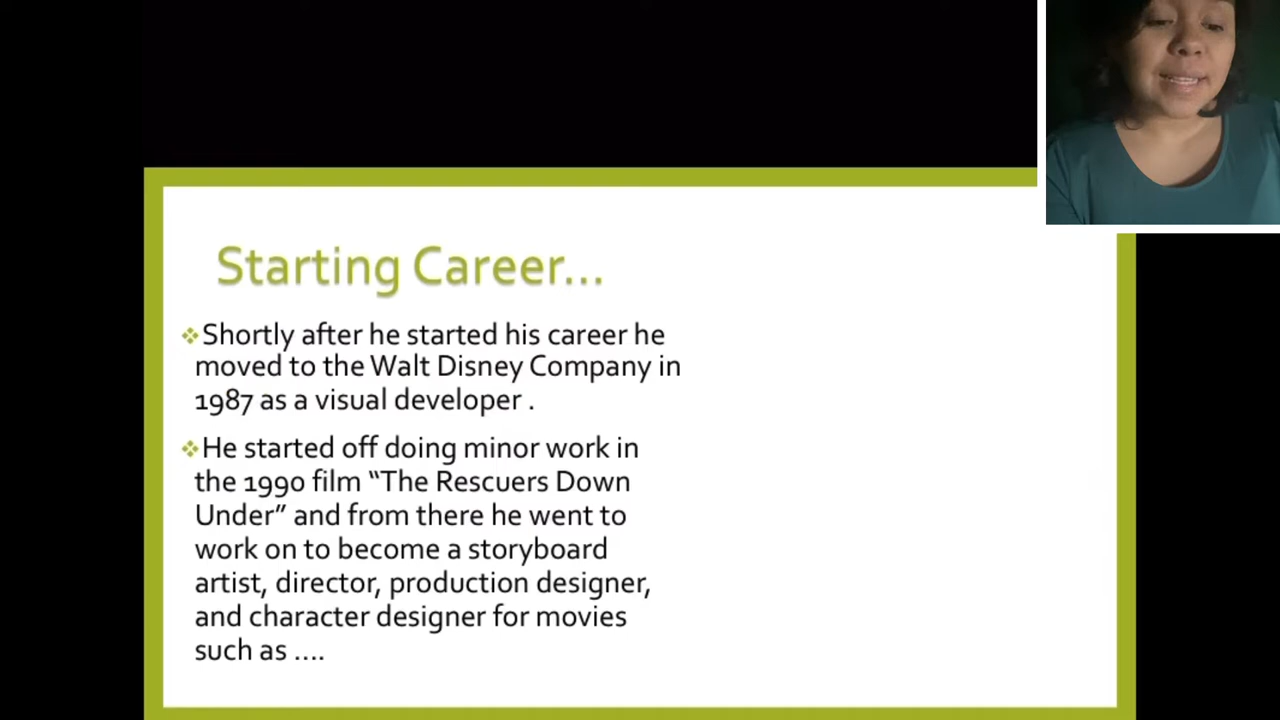 Starting Career...
Shortly after he started his career he
moved to the Walt Disney Company in
1987 as a visual developer .
He started off doing minor work in
the 1990 film “The Rescuers Down
Under” and from there he went to
work on to become a storyboard
artist, director, production designer,
and character designer for movies
such as ....